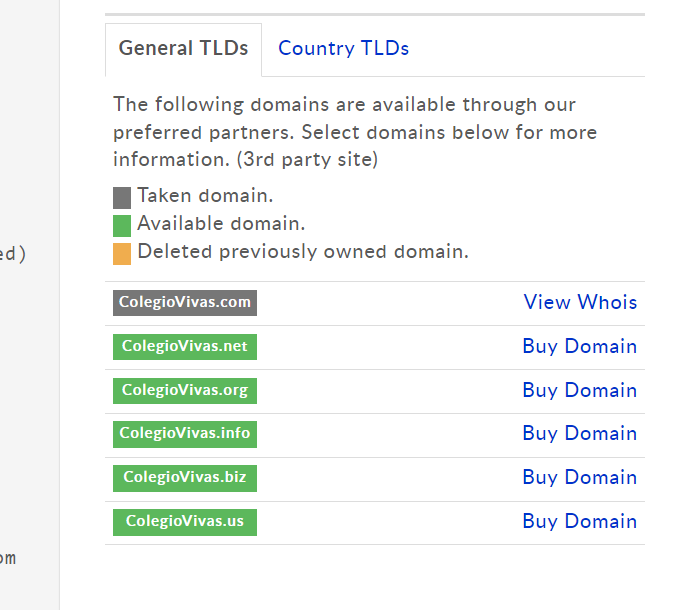 General TLDs
Country TLDs
The following domains are available through our
preferred partners. Select domains below for more
information. (3rd party site)
Taken domain.
Available domain.
ed)
Deleted previously owned domain.
ColegioVivas.com View Whois
ColegioVivas.net Buy Domain
ColegioVivas.org Buy Domain
ColegioVivas.info Buy Domain
ColegioVivas.biz Buy Domain
ColegioVivas.us Buy Domain
om